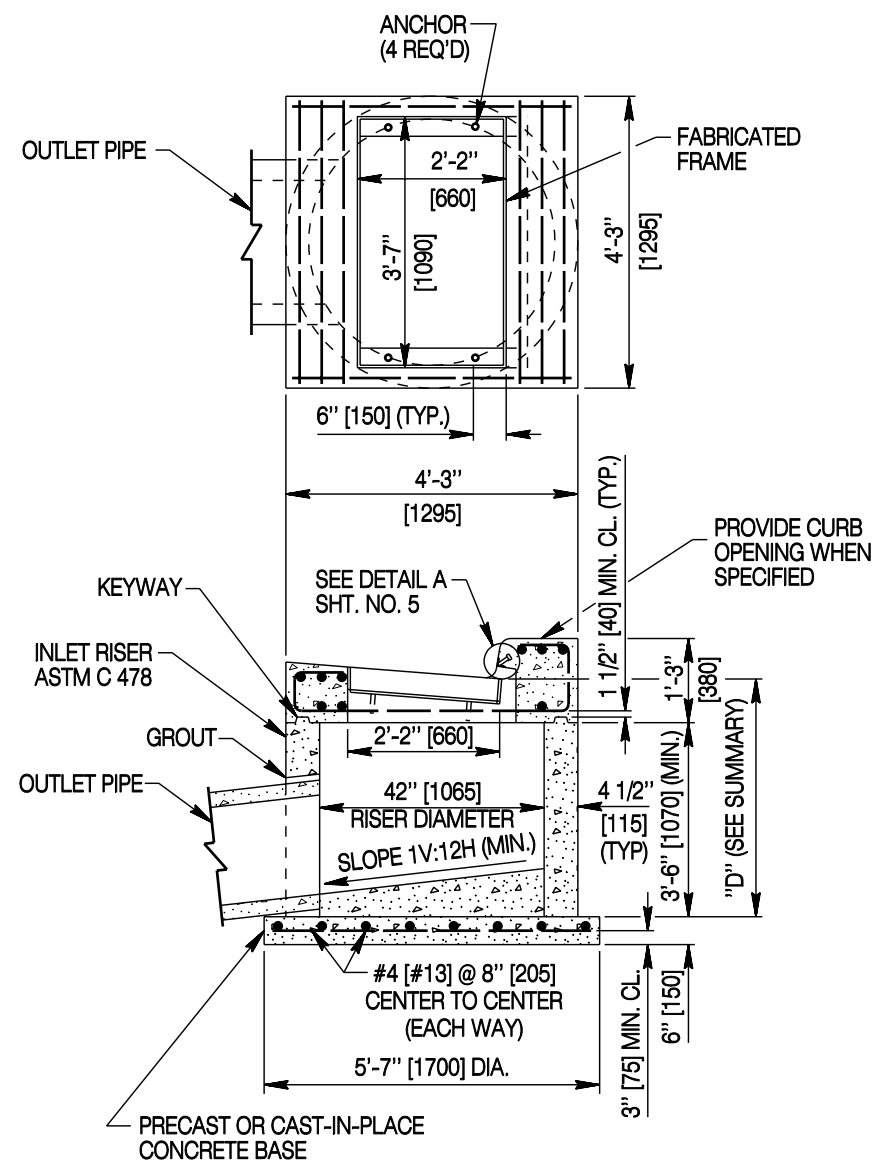 ANCHOR
(4 REQ'D)
OUTLET PIPE
FABRICATED
FRAME
2'-2"
[660]
3'-7"
[1090]
4'-3"
[1295]
6" [150] (TYP.)
4'-3"
[1295]
1 1/2" [40] MIN. CL. (TYP.)
PROVIDE CURB
OPENING WHEN
SPECIFIED
SEE DETAIL A
SHT. NO. 5
KEYWAY
INLET RISER
ASTM C 478
1'-3"
[380]
GROUT
2'-2" [660]
OUTLET PIPE
42" [1065]
RISER DIAMETER
4 1/2"
[115]
(TYP)
SLOPE 1V:12H (MIN.)
3'-6" [1070] (MIN.)
"D" (SEE SUMMARY)
#4 [#13] @ 8" [205]
CENTER TO CENTER
(EACH WAY)
3" [75] MIN. CL.
6" [150]
5'-7" [1700] DIA.
PRECAST OR CAST-IN-PLACE
CONCRETE BASE